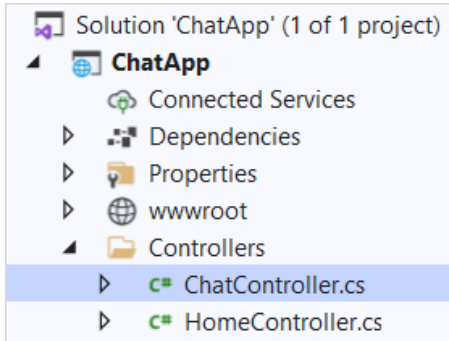 Solution 'ChatApp' (1 of 1 project)
ChatApp
Connected Services
Dependencies
Properties
wwwroot
Controllers
C# ChatController.cs
C# HomeController.cs